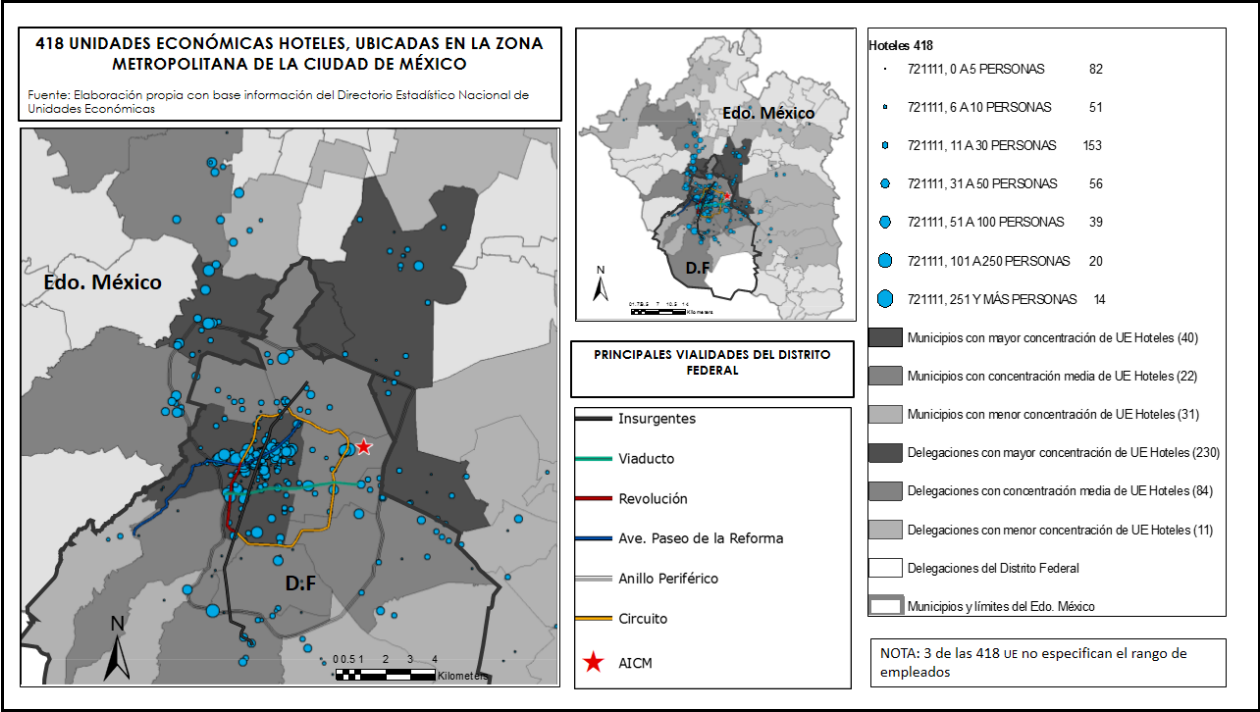 418 UNIDADES ECONÓMICAS HOTELES, UBICADAS EN LA ZONA
METROPOLITANA DE LA CIUDAD DE MÉXICO
Fuente: Elaboración propia con base información del Directorio Estadístico Nacional de
Unidades Económicas
Edo. México
D.F
N
0 0.5 1 2 3 4
Kilometers
Edo. México
D.F
N
Kilometers
PRINCIPALES VIALIDADES DEL DISTRITO
FEDERAL
Insurgentes
Viaducto
Revolución
Ave. Paseo de la Reforma
Anillo Periférico
Circuito
AICM
Hoteles 418
721111, 0 A 5 PERSONAS 82
721111, 6 A 10 PERSONAS 51
721111, 11 A 30 PERSONAS 153
721111, 31 A 50 PERSONAS 56
721111, 51 A 100 PERSONAS 39
721111, 101 A 250 PERSONAS 20
721111, 251 Y MÁS PERSONAS 14
Municipios con mayor concentración de UE Hoteles (40)
Municipios con concentración media de UE Hoteles (22)
Municipios con menor concentración de UE Hoteles (31)
Delegaciones con mayor concentración de UE Hoteles (230)
Delegaciones con concentración media de UE Hoteles (84)
Delegaciones con menor concentración de UE Hoteles (11)
Delegaciones del Distrito Federal
Municipios y límites del Edo. México
NOTA: 3 de las 418 UE no especifican el rango de
empleados